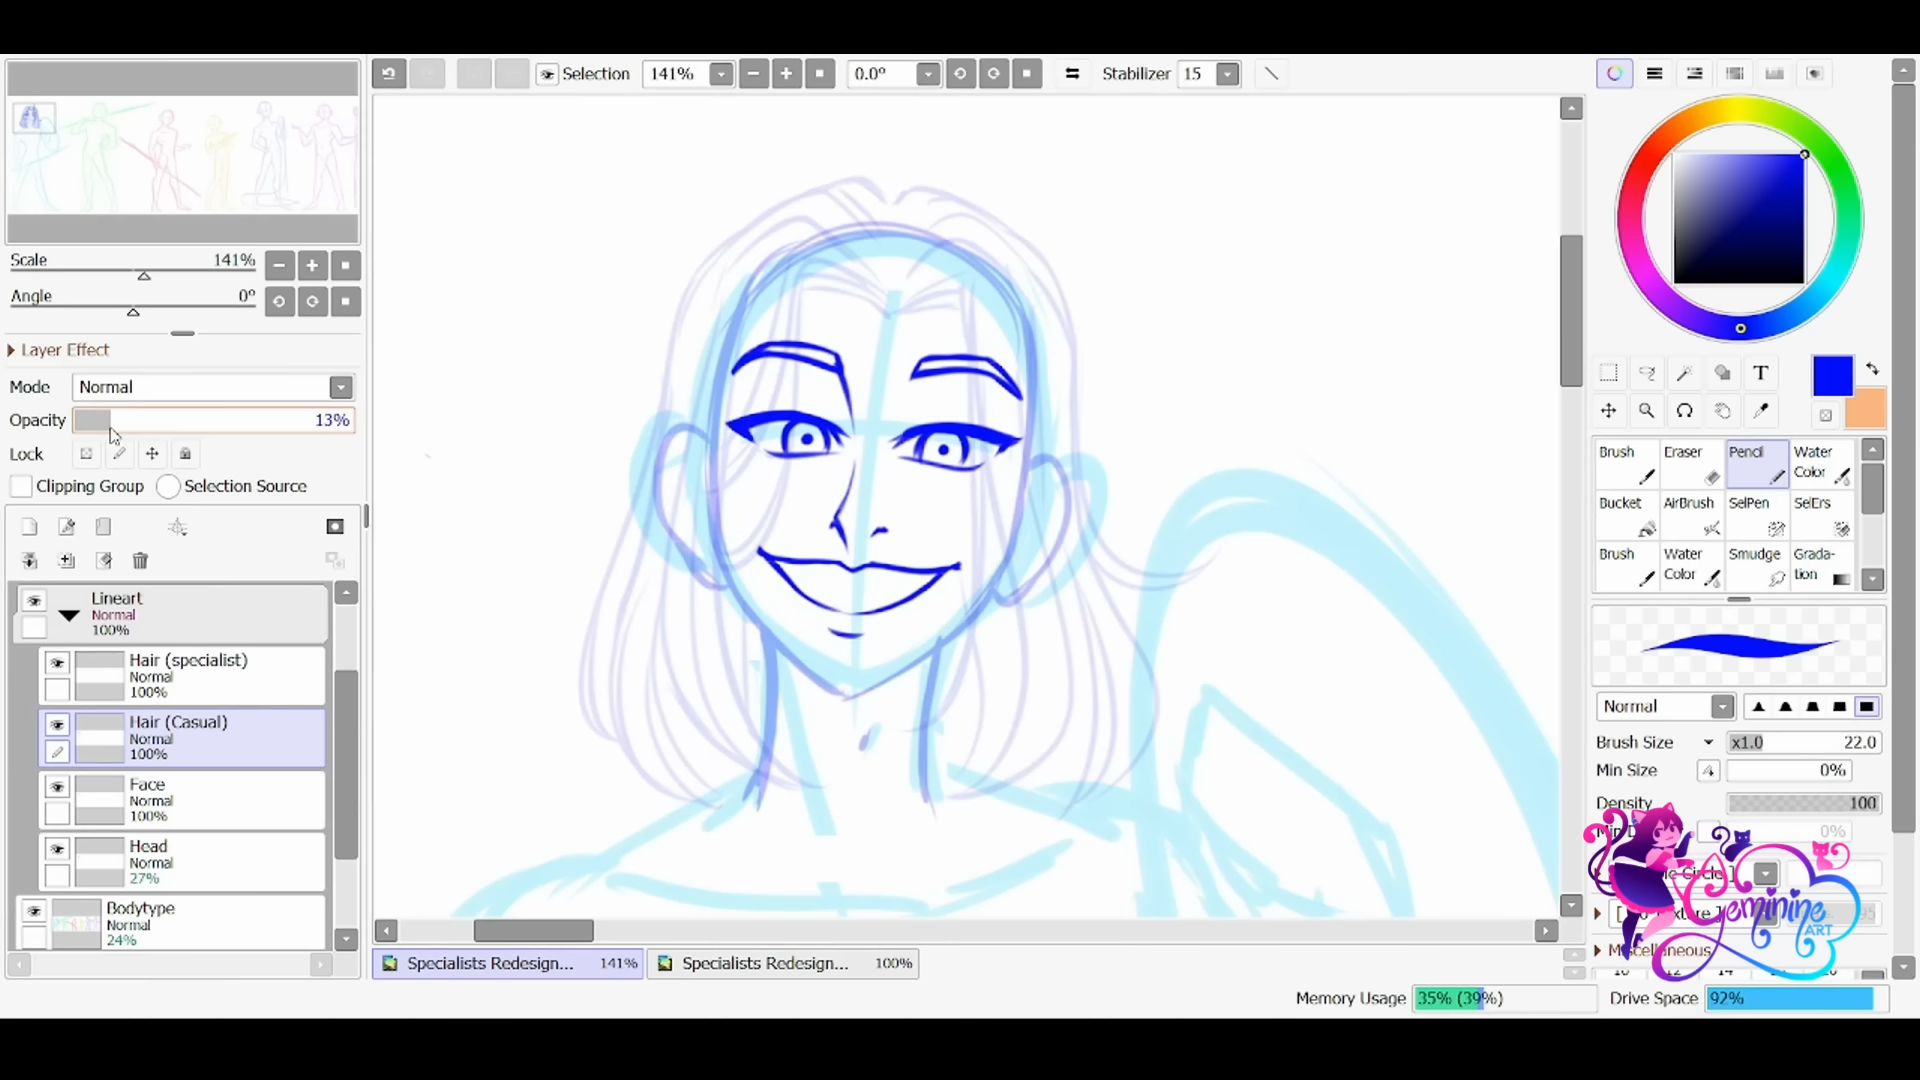 Selection 141% 0.0° Stabilizer 15
Scale 141%
Angle 0°
Layer Effect
Mode Normal
Opacity 13%
Lock
Clipping Group Selection Source
Lineart
Normal
100%
Hair (specialist)
Normal
100%
Hair (Casual)
Normal
100%
Face
Normal
100%
Head
Normal
27%
Bodytype
Normal
24%
Specialists Redesign... 141% Specialists Redesign... 100%
Memory Usage 35% (39%) Drive Space 92%
T
Brush Eraser Pencil Water Color
Bucket AirBrush SelPen SelErs
Brush Water Color Smudge Grada-tion
Normal
Brush Size x1.0 22.0
Min Size 0%
Density 100
0%
Miscellaneous
Geminine
ART